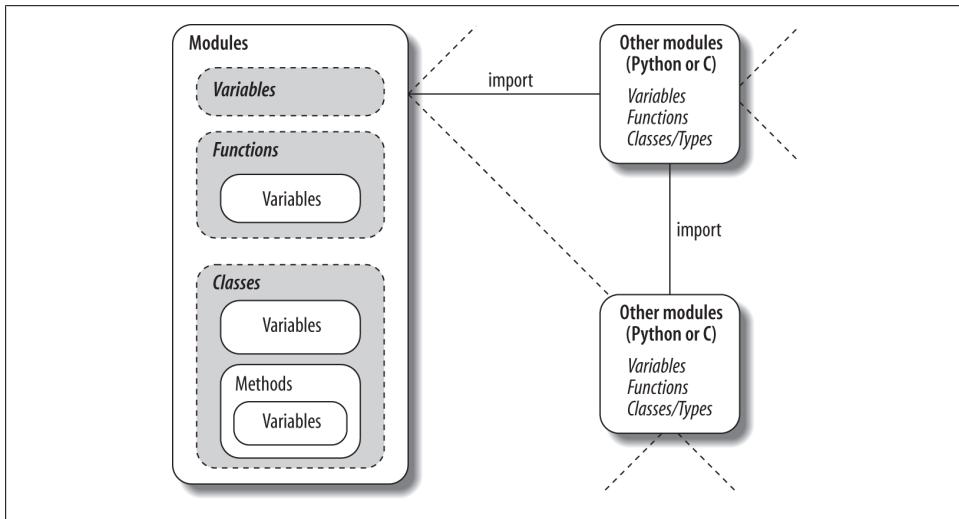 Modules
Variables
Functions
Variables
Classes
Variables
Methods
Variables
import
Other modules
(Python or C)
Variables
Functions
Classes/Types
import
Other modules
(Python or C)
Variables
Functions
Classes/Types